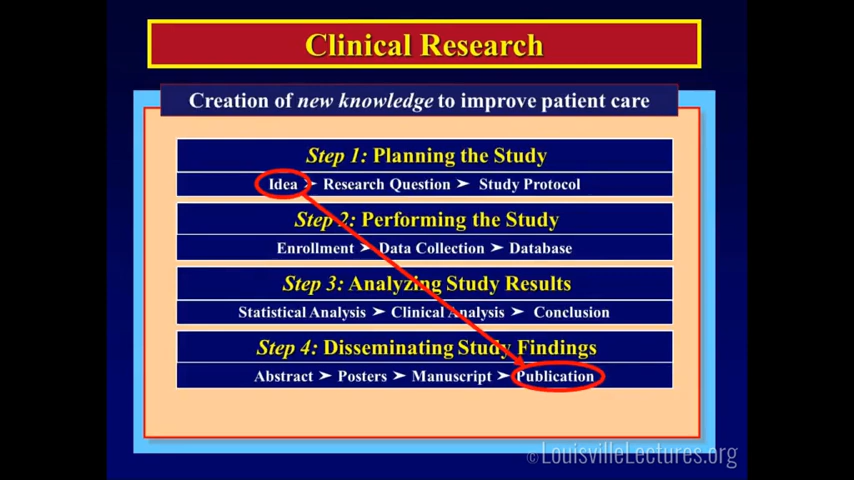 Clinical Research
Creation of new knowledge to improve patient care
Step 1: Planning the Study
Idea ➤ Research Question ➤ Study Protocol
Step 2: Performing the Study
Enrollment ➤ Data Collection ➤ Database
Step 3: Analyzing Study Results
Statistical Analysis ➤ Clinical Analysis ➤ Conclusion
Step 4: Disseminating Study Findings
Abstract ➤ Posters ➤ Manuscript ➤ Publication
©LouisvilleLectures.org